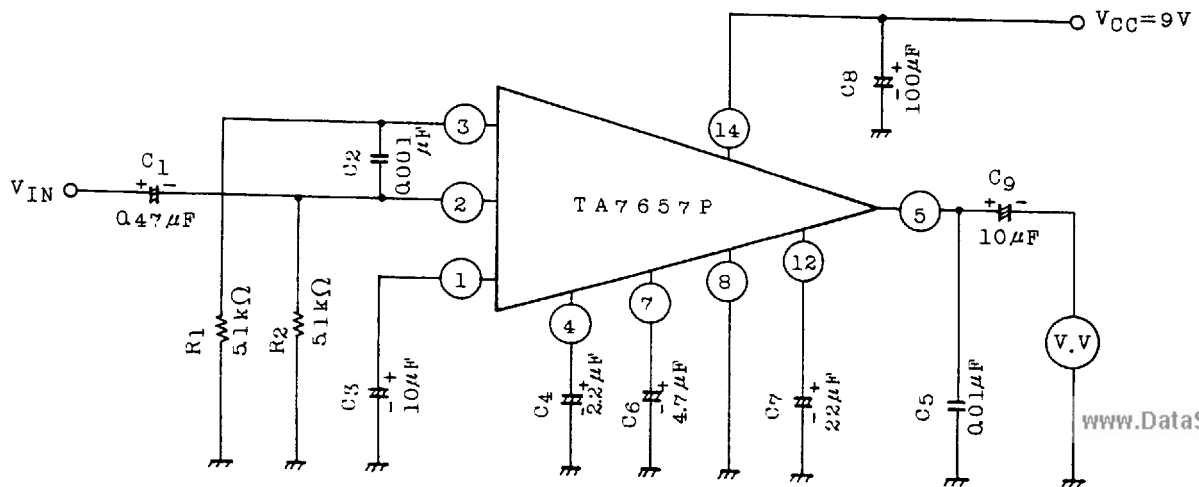 VCC=9V
C8
+
-
100μF
14
3
C2
0.001
μF
C1
VIN
+ -
0.47μF
2
TA7657P
5
C9
+ -
10μF
1
4
7
8
12
R1
5.1kΩ
R2
5.1kΩ
C3
+
-
10μF
C4
+
-
2.2μF
C6
+
-
4.7μF
C7
+
-
22μF
C5
0.01μF
V.V
www.DataS